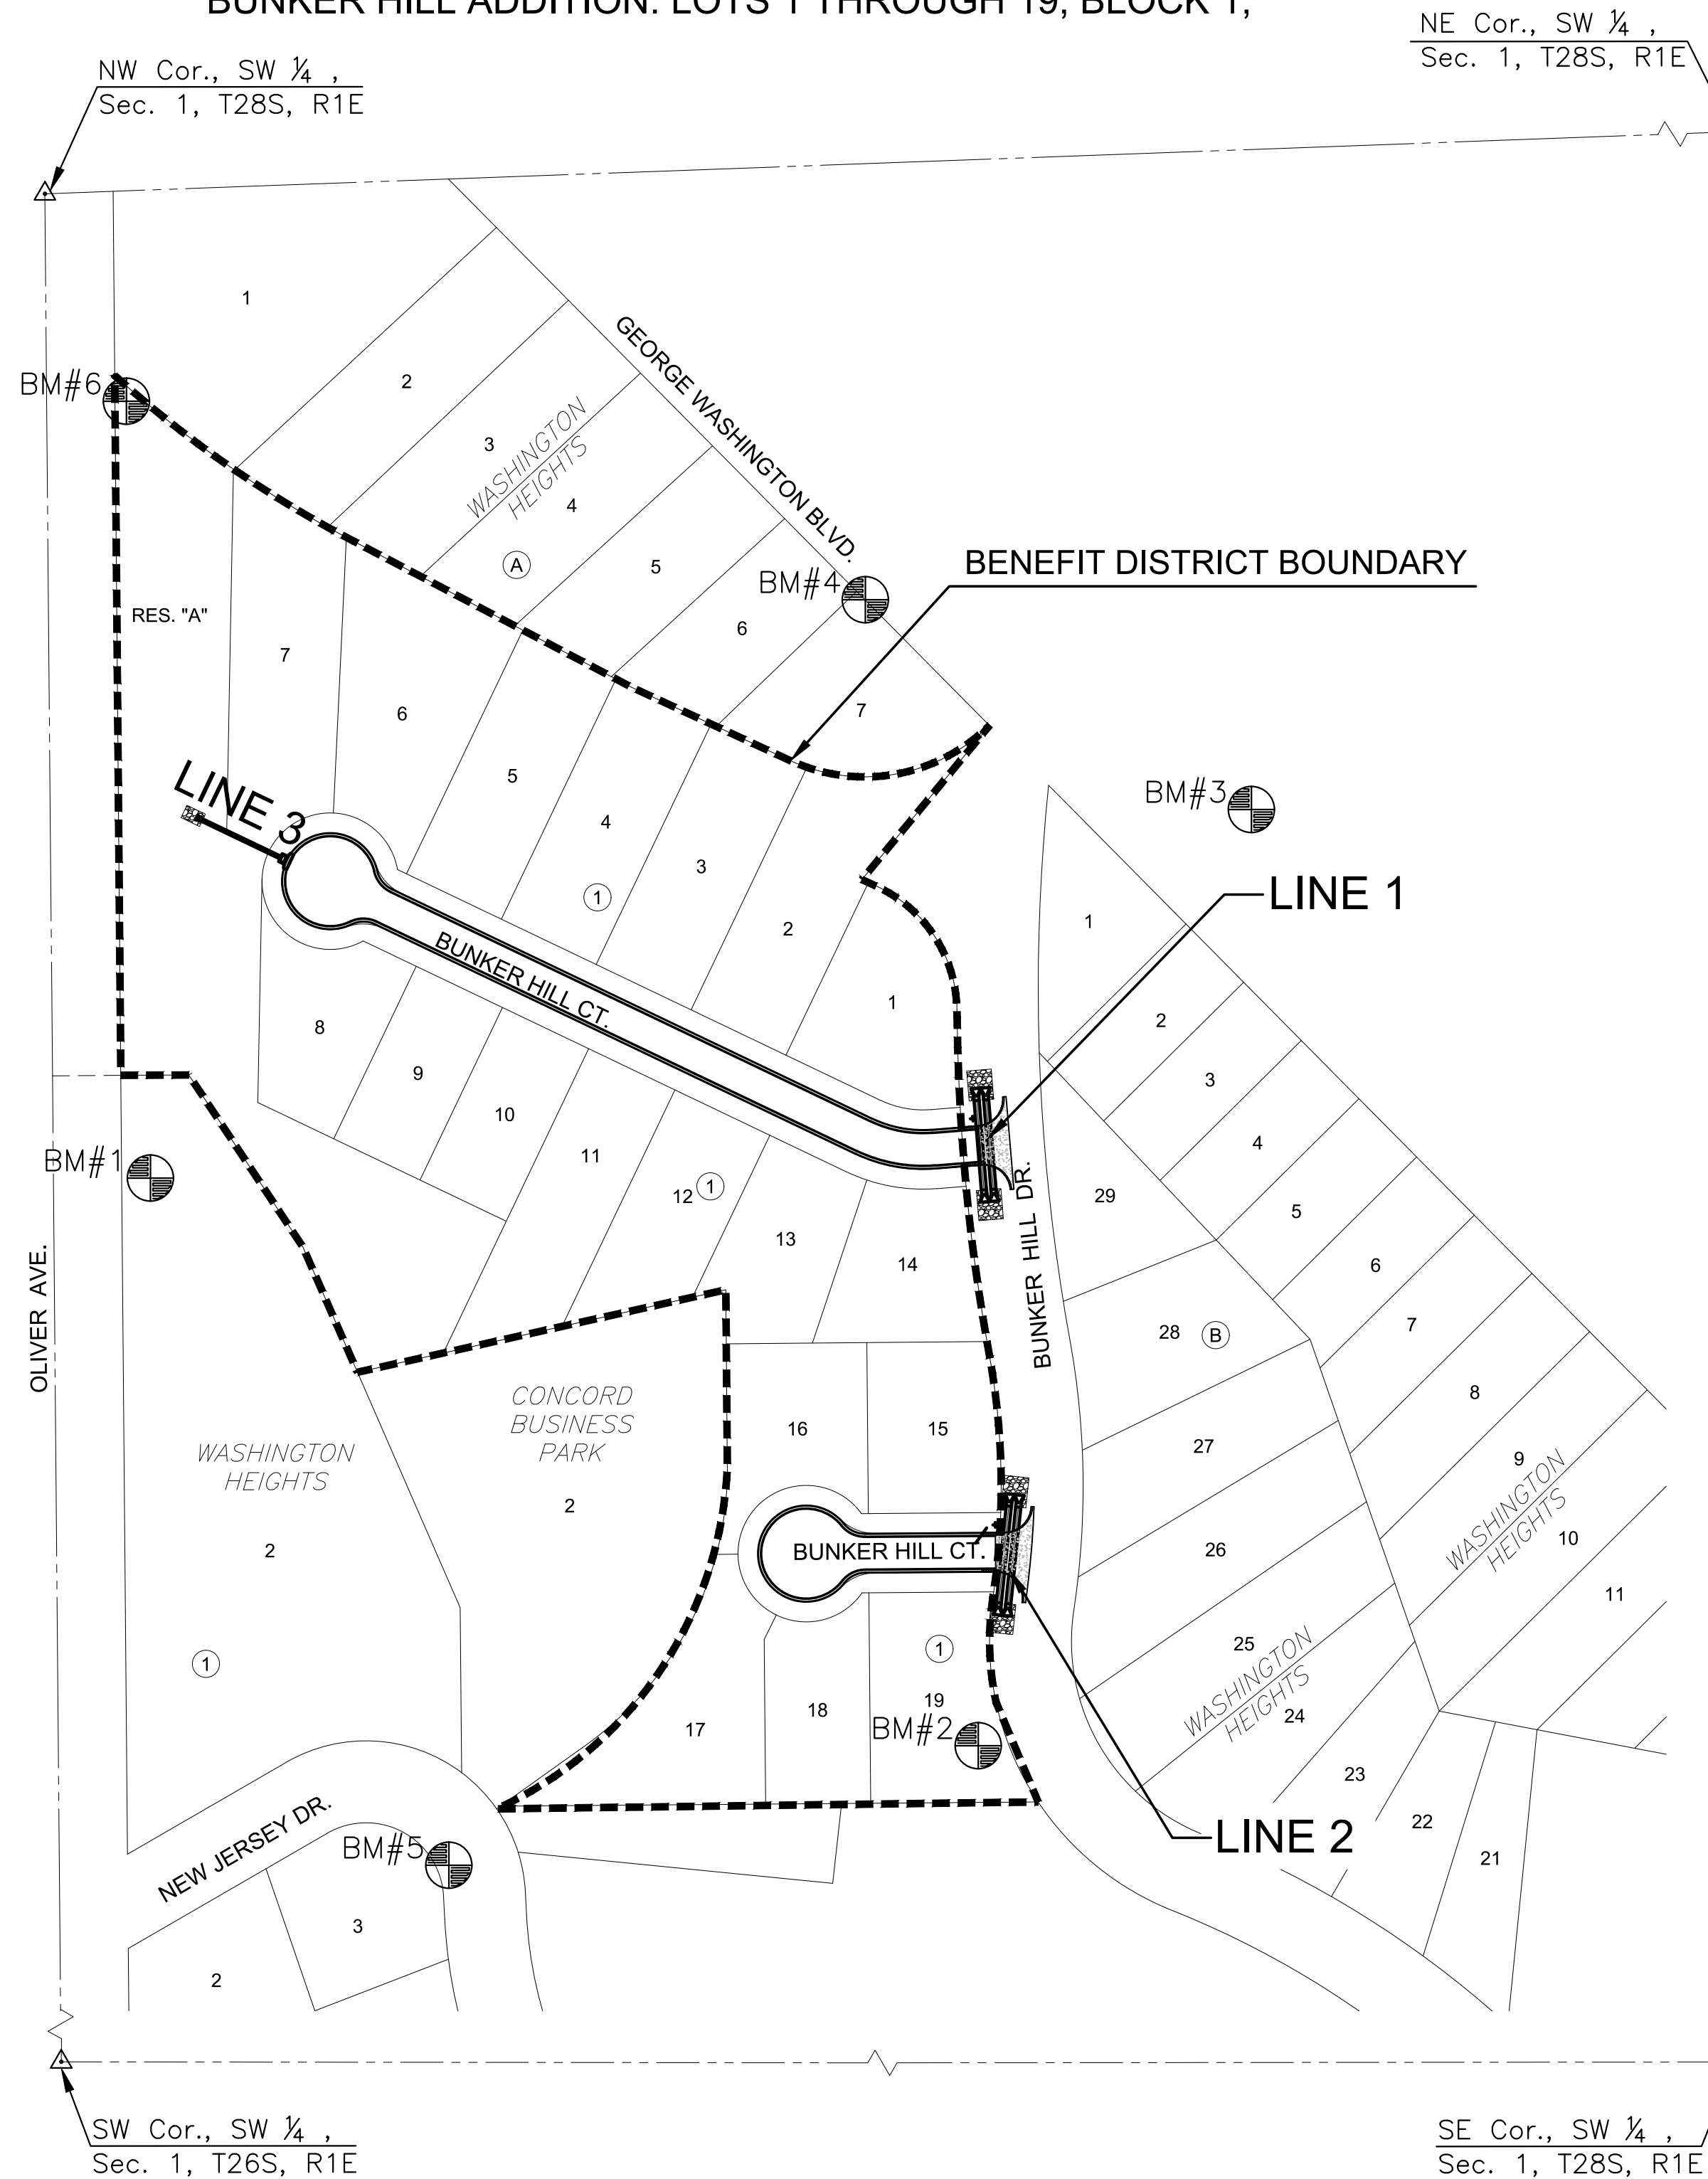 BUNKER HILL ADDITION: LOTS 1 THROUGH 19, BLOCK 1,
NE Cor., SW ¼ ,
Sec. 1, T28S, R1E
NW Cor., SW ¼ ,
Sec. 1, T28S, R1E
1
2
3
WASHINGTON
HEIGHTS
4
A
5
6
7
GEORGE WASHINGTON BLVD.
BM#6
BM#4
BENEFIT DISTRICT BOUNDARY
RES. "A"
7
6
5
4
3
2
1
1
LINE 3
BUNKER HILL CT.
BM#3
LINE 1
8
9
10
11
12
1
13
14
BM#1
OLIVER AVE.
BUNKER HILL DR.
1
2
3
4
5
6
7
8
9
10
11
WASHINGTON
HEIGHTS
29
28
B
27
26
25
24
23
22
21
WASHINGTON
HEIGHTS
CONCORD
BUSINESS
PARK
2
WASHINGTON
HEIGHTS
2
1
16
15
BUNKER HILL CT.
1
19
18
17
BM#2
LINE 2
NEW JERSEY DR.
BM#5
3
2
SW Cor., SW ¼ ,
Sec. 1, T26S, R1E
SE Cor., SW ¼ ,
Sec. 1, T28S, R1E